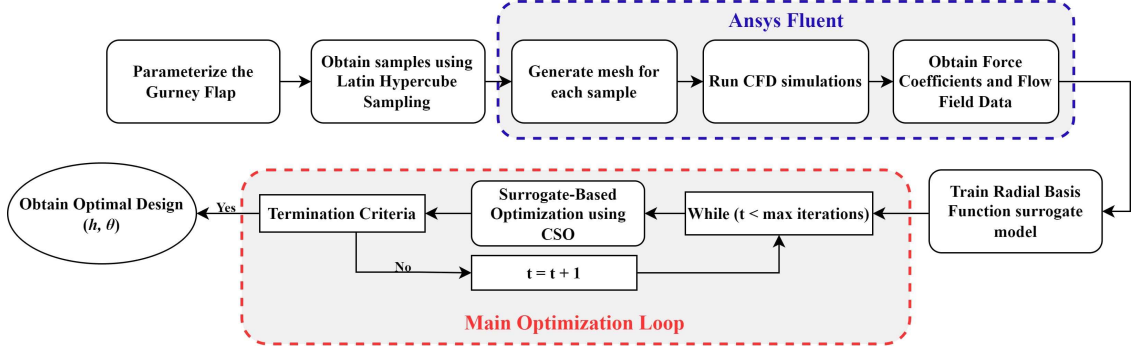 Ansys Fluent
Parameterize the
Gurney Flap
Obtain samples using
Latin Hypercube
Sampling
Generate mesh for
each sample
Run CFD simulations
Obtain Force
Coefficients and Flow
Field Data
Train Radial Basis
Function surrogate
model
While (t < max iterations)
Surrogate-Based
Optimization using
CSO
Termination Criteria
Yes
Obtain Optimal Design
(h, θ)
No
t = t + 1
Main Optimization Loop